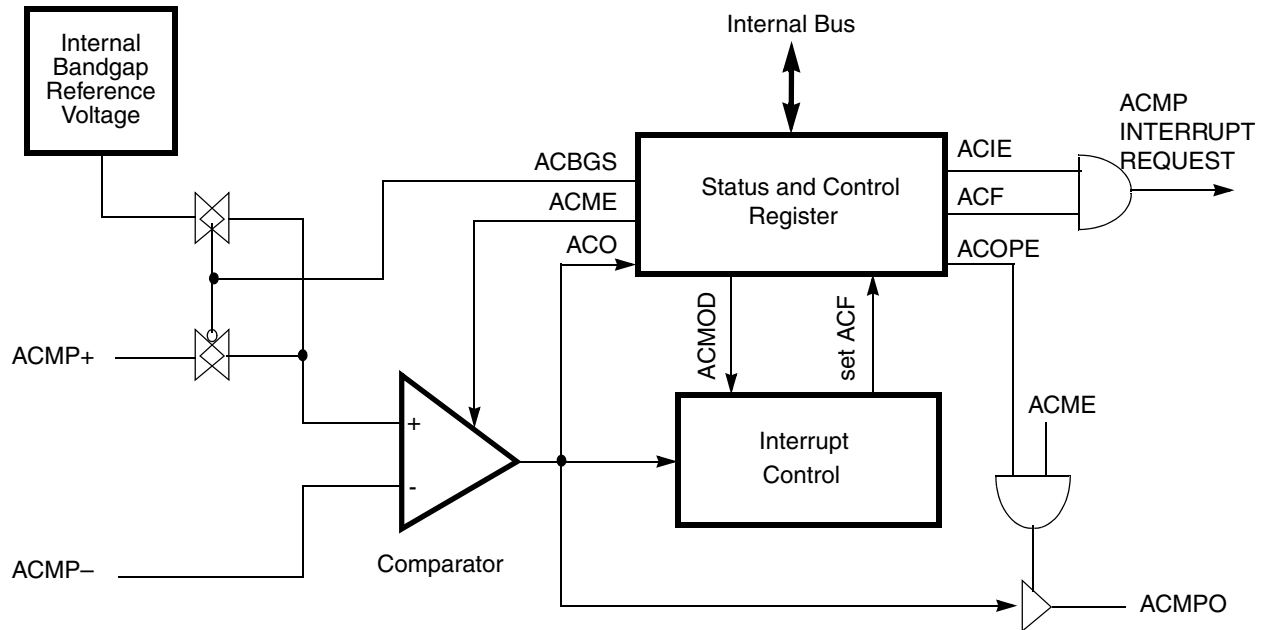 Internal Bus
Internal
Bandgap
Reference
Voltage
ACMP
INTERRUPT
REQUEST
ACBGS
ACME
ACO
Status and Control
Register
ACIE
ACF
ACOPE
ACMOD
set ACF
ACMP+
ACME
+
-
Interrupt
Control
Comparator
ACMP–
ACMPO